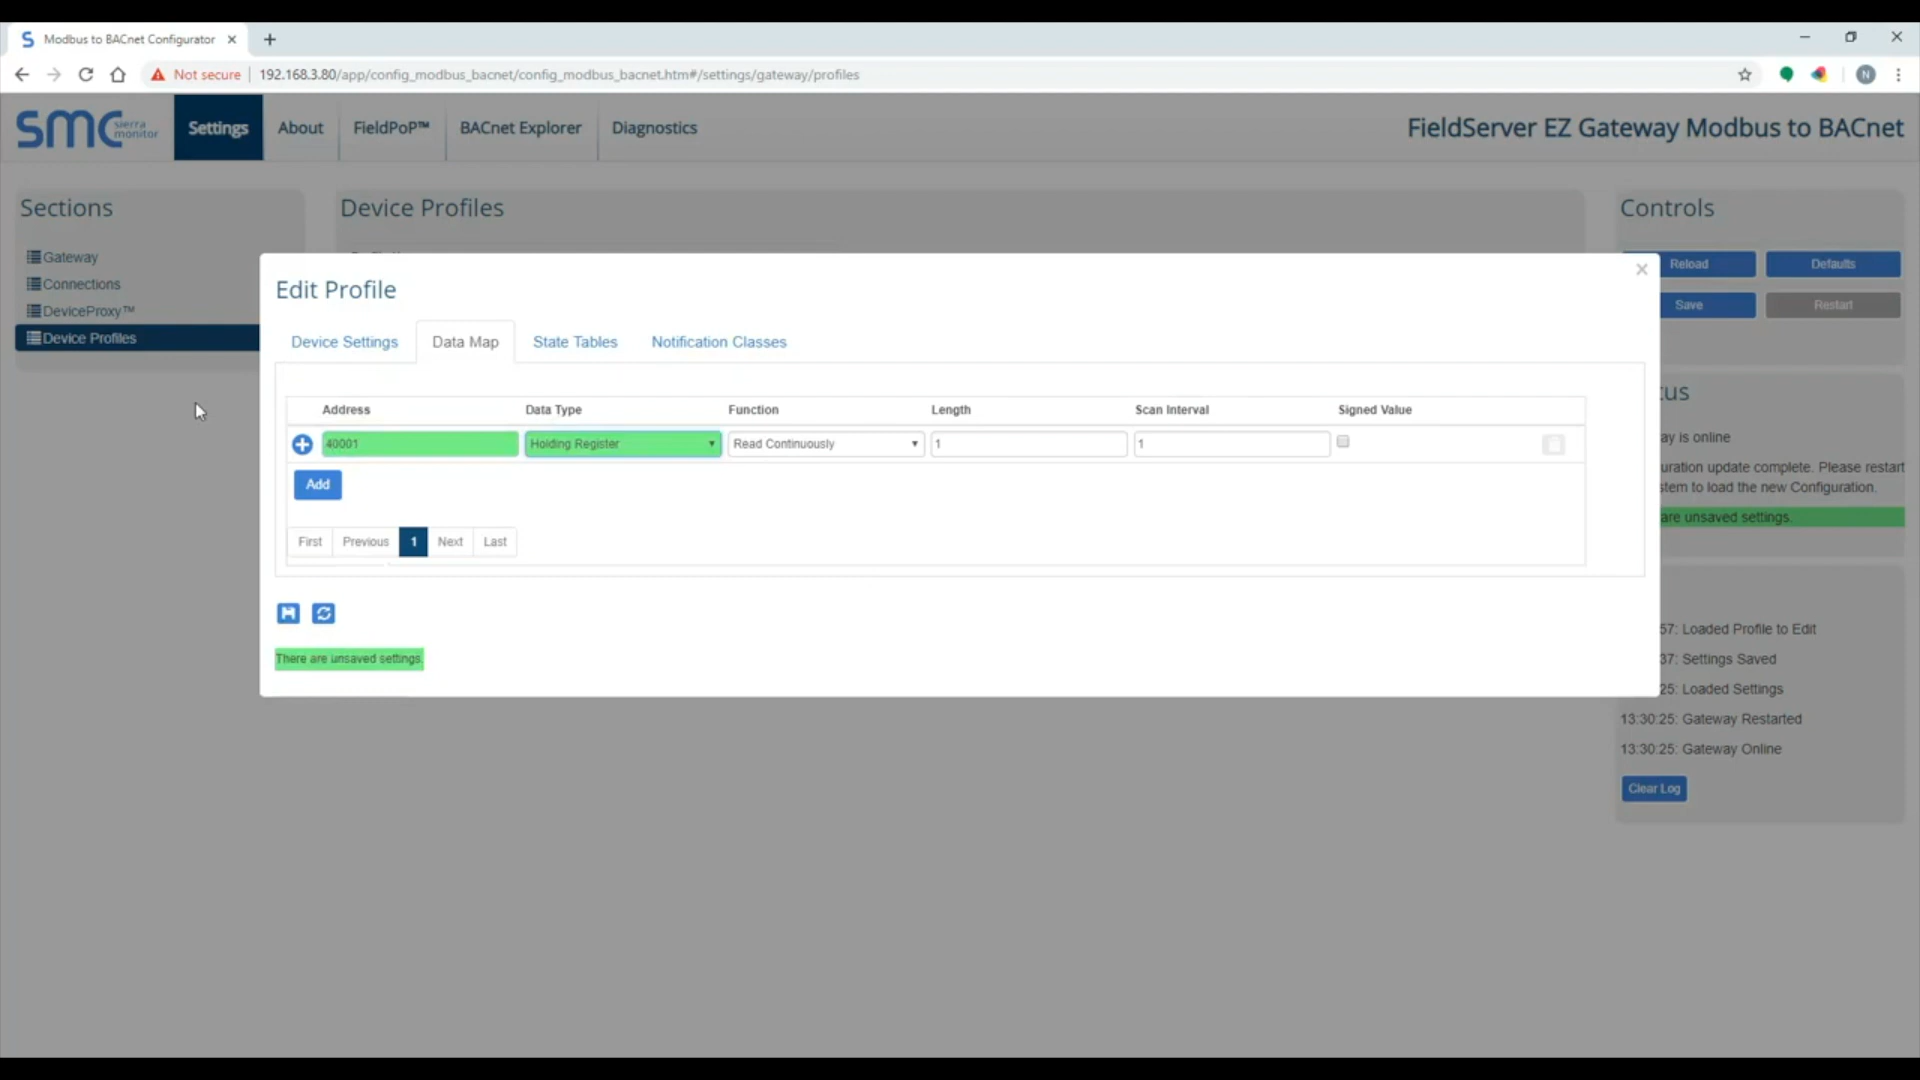 Modbus to BACnet Configurator
Not secure
192.168.3.80/app/config_modbus_bacnet/config_modbus_bacnet.htm#/settings/gateway/profiles
N
SMC sierra monitor
Settings
About
FieldPoP™
BACnet Explorer
Diagnostics
FieldServer EZ Gateway Modbus to BACnet
Sections
Gateway
Connections
DeviceProxy™
Device Profiles
Device Profiles
Controls
Reload
Defaults
Save
Restart
Edit Profile
Device Settings
Data Map
State Tables
Notification Classes
Address
Data Type
Function
Length
Scan Interval
Signed Value
40001
Holding Register
Read Continuously
1
1
Add
First
Previous
1
Next
Last
There are unsaved settings.
tus
ay is online
uration update complete. Please restart
stem to load the new Configuration.
are unsaved settings.
57: Loaded Profile to Edit
37: Settings Saved
25: Loaded Settings
13:30:25: Gateway Restarted
13:30:25: Gateway Online
Clear Log